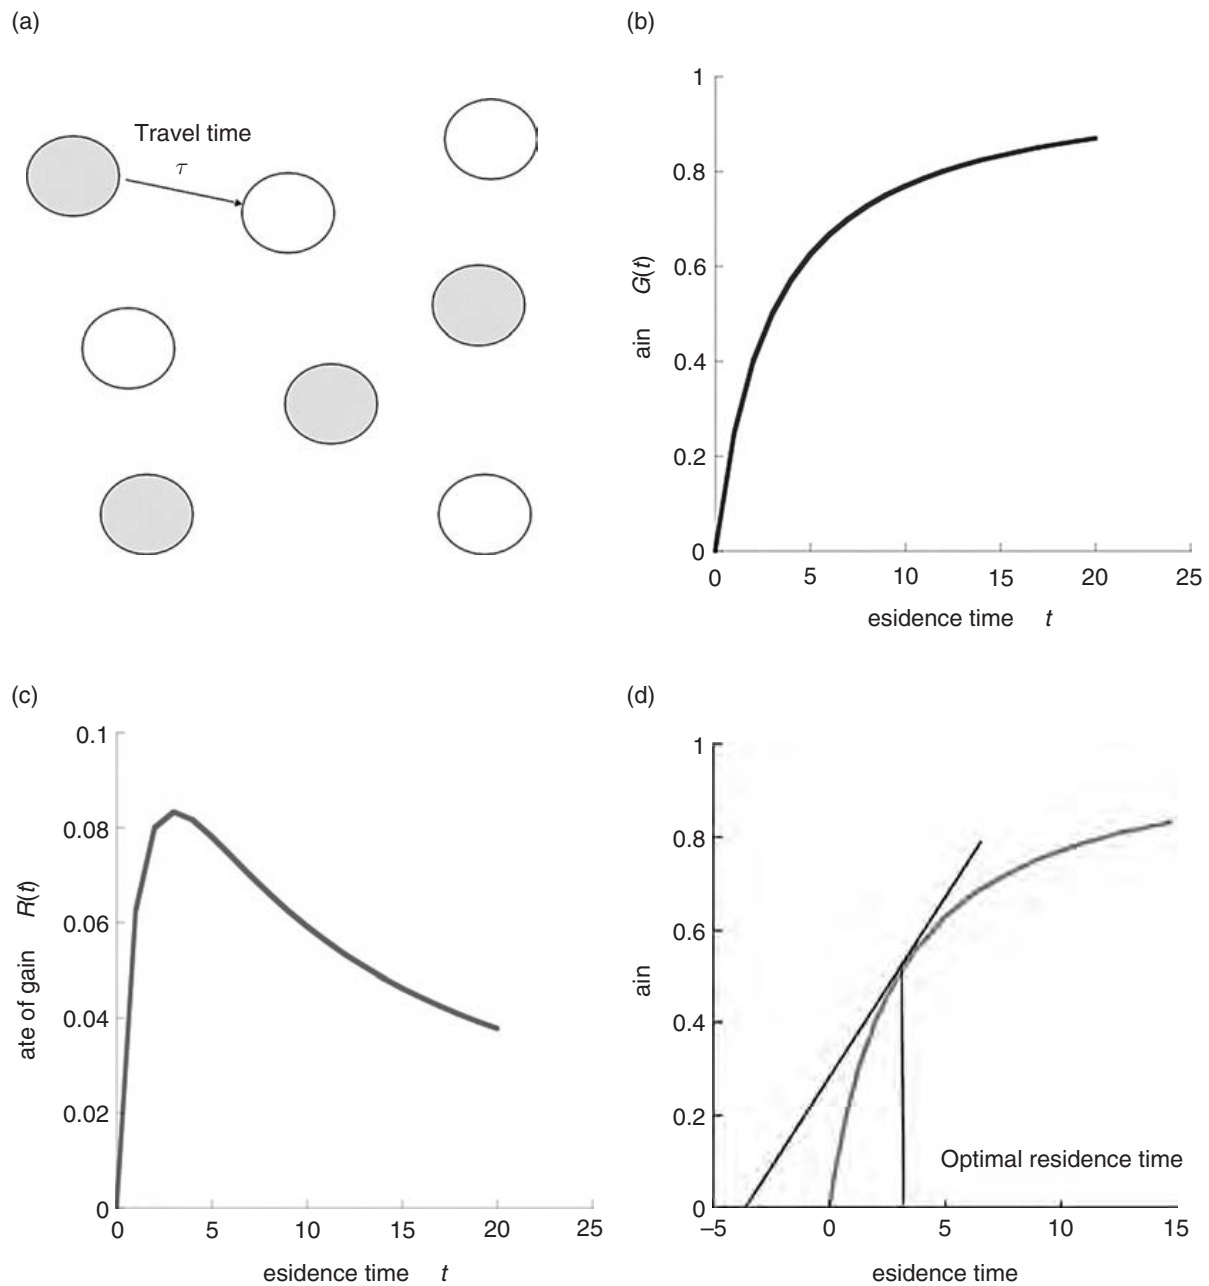 (a)
Travel time
τ
(b)
1
0.8
0.6
0.4
0.2
0
ain G(t)
0 5 10 15 20 25
esidence time t
(c)
0.1
0.08
0.06
0.04
0.02
0
ate of gain R(t)
0 5 10 15 20 25
esidence time t
(d)
1
0.8
0.6
0.4
0.2
0
ain
Optimal residence time
–5 0 5 10 15
esidence time